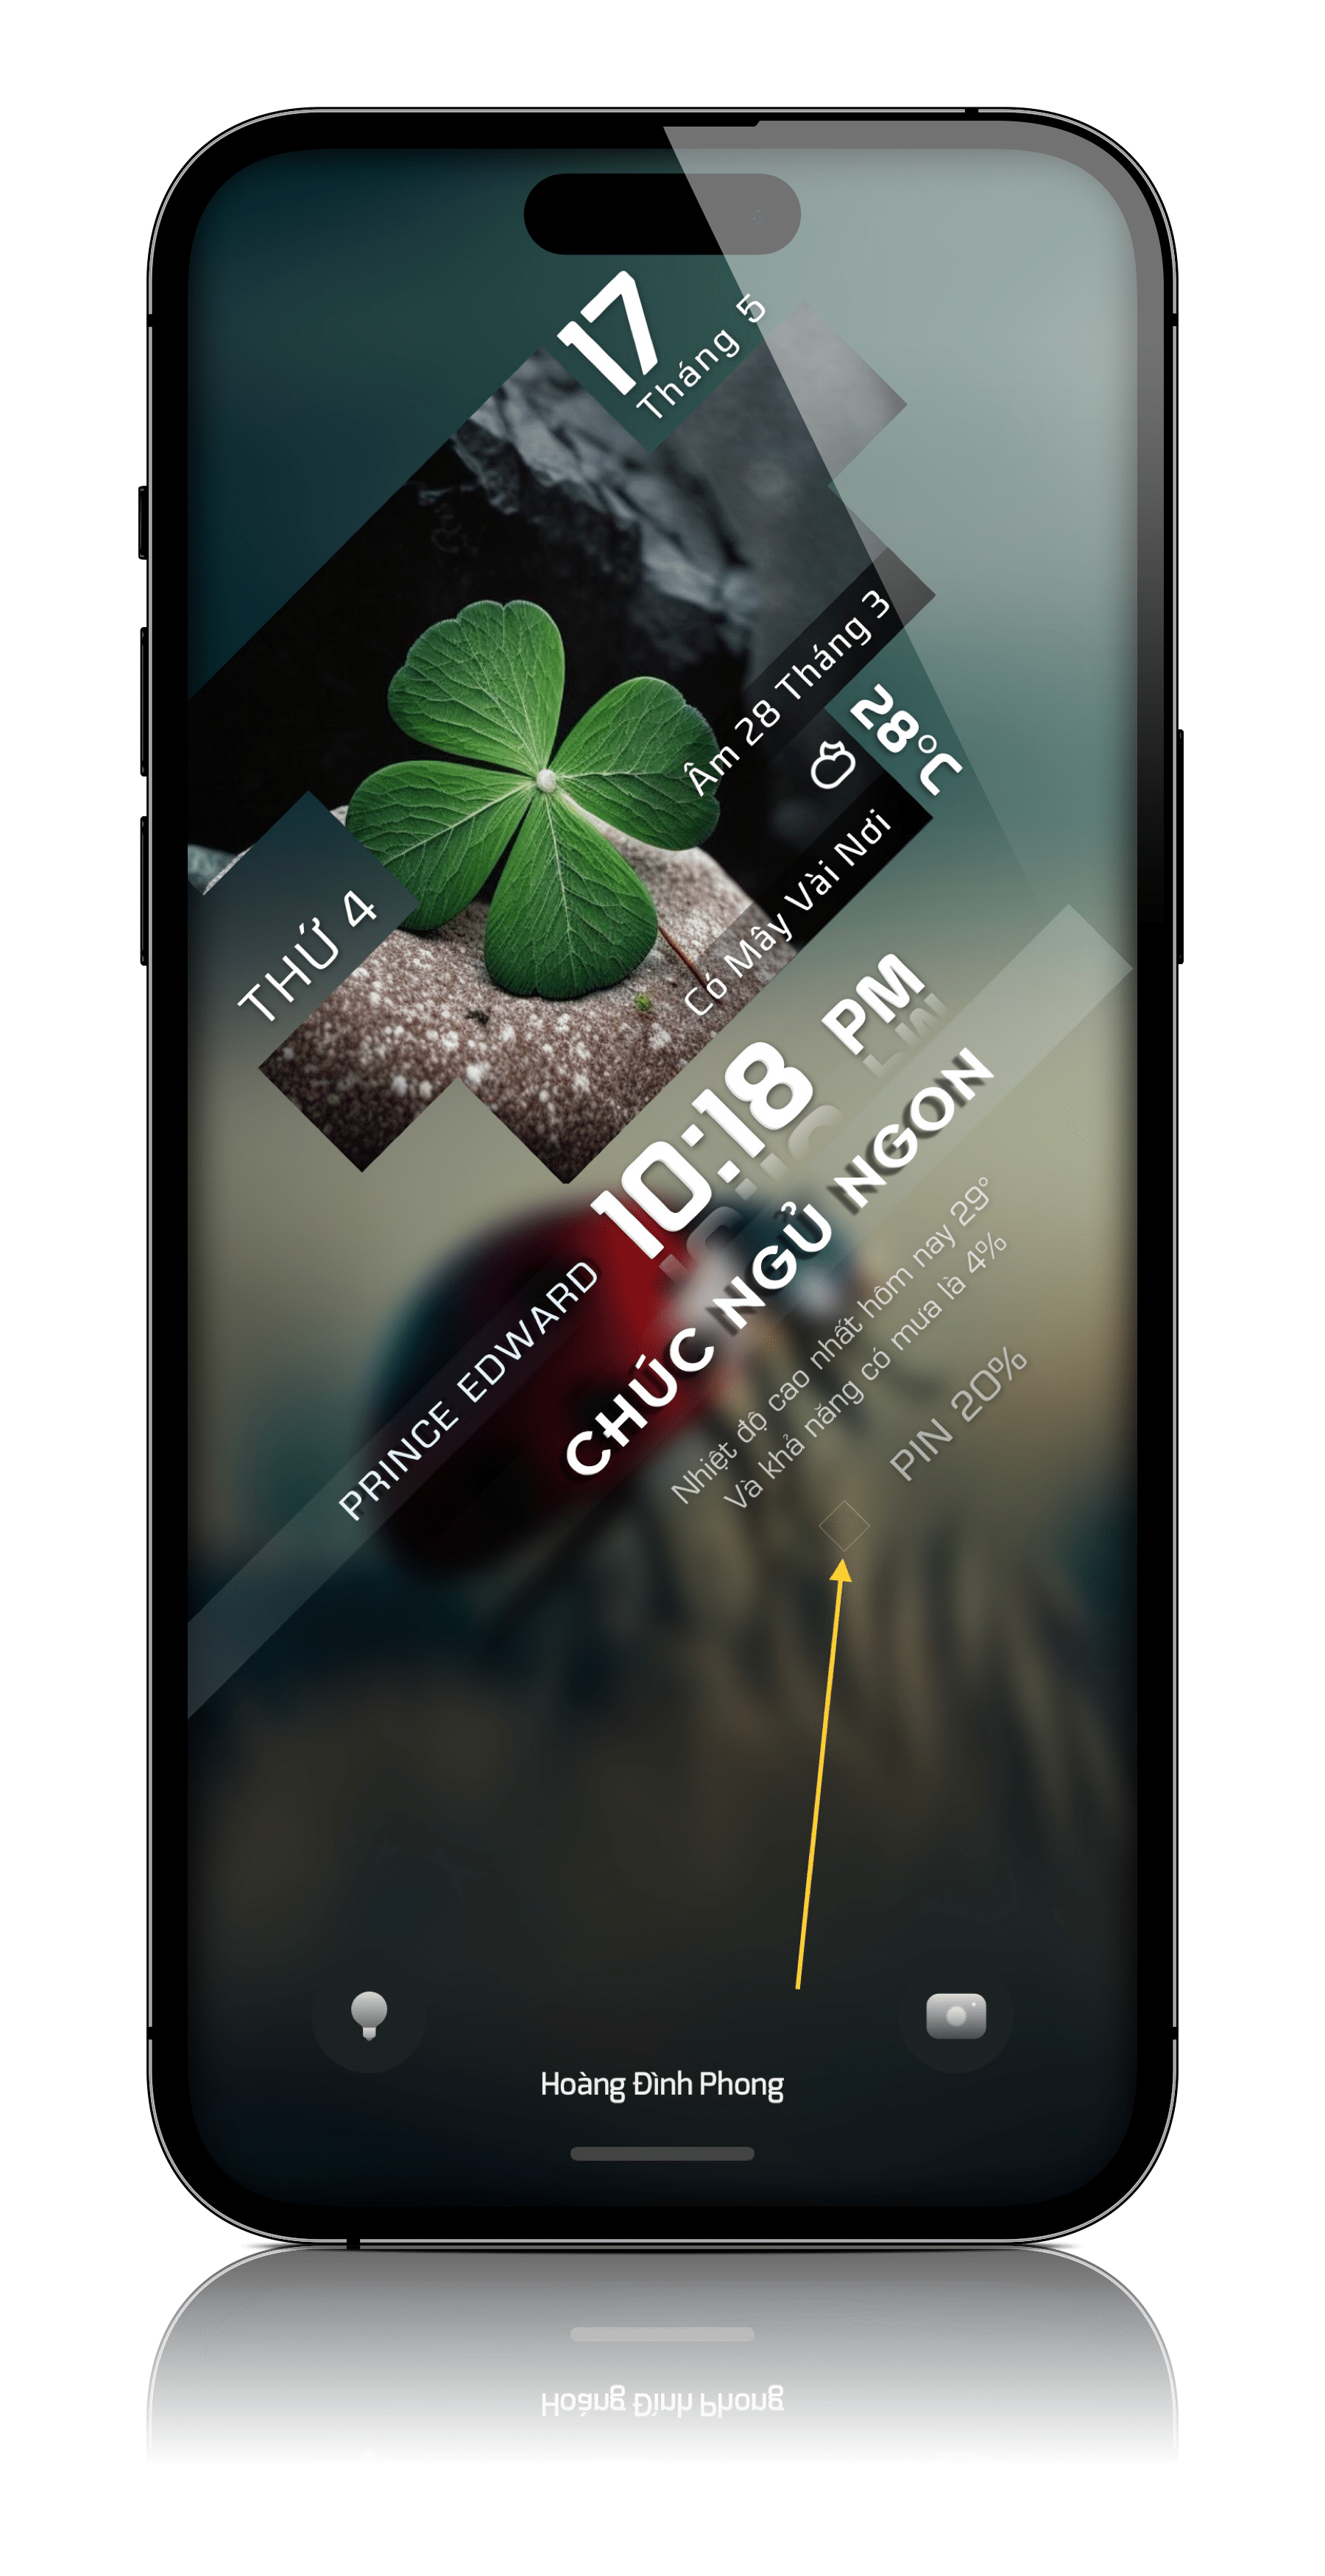 17
Tháng 5
Âm 28 Tháng 3
28°C
Có Mây Vài Nơi
THỨ 4
10:18 PM
PRINCE EDWARD
CHÚC NGỦ NGON
Nhiệt độ cao nhất hôm nay 29°
Và khả năng có mưa là 4%
PIN 20%
Hoàng Đình Phong